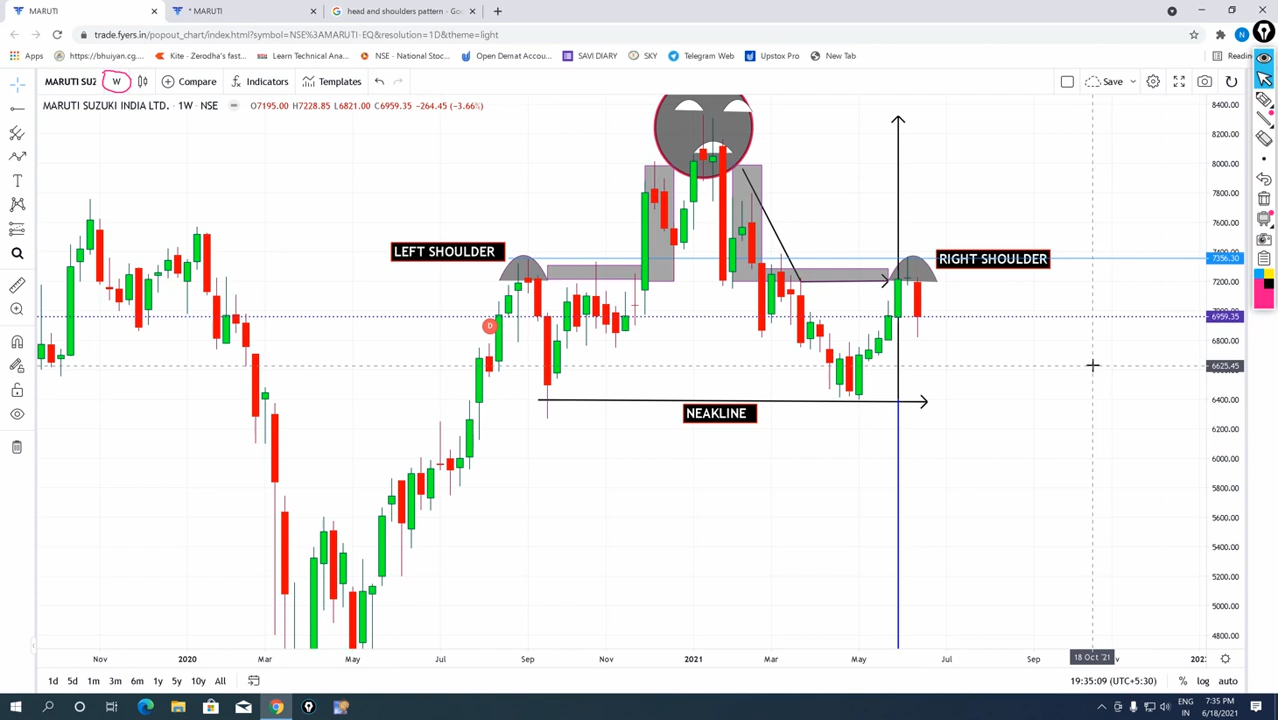 MARUTI
* MARUTI
head and shoulders pattern - Goo
trade.fyers.in/popout_chart/index.html?symbol=NSE%3AMARUTI-EQ&resolution=1D&theme=light
Apps
https://bhuiyan.cg...
Kite - Zerodha's fast...
Learn Technical Ana...
NSE - National Stoc...
Open Demat Accou...
SAVI DIARY
SKY
Telegram Web
Upstox Pro
New Tab
Readin
MARUTI SUZ
W
Compare
Indicators
Templates
Save
MARUTI SUZUKI INDIA LTD. · 1W · NSE
O7195.00 H7228.85 L6821.00 C6959.35 -264.45 (-3.66%)
LEFT SHOULDER
RIGHT SHOULDER
D
NEAKLINE
8400.00
8200.00
8000.00
7800.00
7600.00
7400.00
7356.30
7200.00
6959.35
6800.00
6625.45
6400.00
6200.00
6000.00
5800.00
5600.00
5400.00
5200.00
5000.00
4800.00
Nov
2020
Mar
May
Jul
Sep
Nov
2021
Mar
May
Jul
Sep
18 Oct '21
1d 5d 1m 3m 6m 1y 5y 10y All
19:35:09 (UTC+5:30)
% log auto
ENG
IN
7:35 PM
6/18/2021